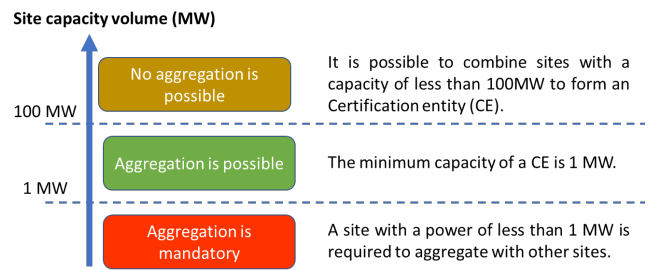 Site capacity volume (MW)
No aggregation is
possible
It is possible to combine sites with a
capacity of less than 100MW to form an
Certification entity (CE).
100 MW
Aggregation is possible
The minimum capacity of a CE is 1 MW.
1 MW
Aggregation is
mandatory
A site with a power of less than 1 MW is
required to aggregate with other sites.